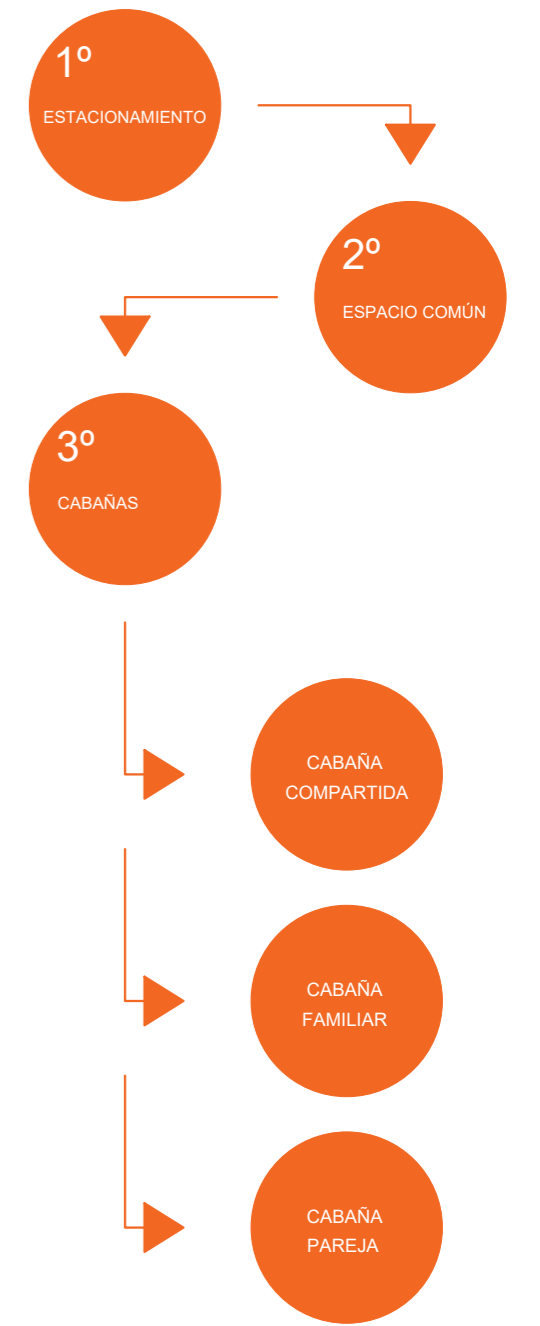 1º
ESTACIONAMIENTO
2º
ESPACIO COMÚN
3º
CABAÑAS
CABAÑA
COMPARTIDA
CABAÑA
FAMILIAR
CABAÑA
PAREJA